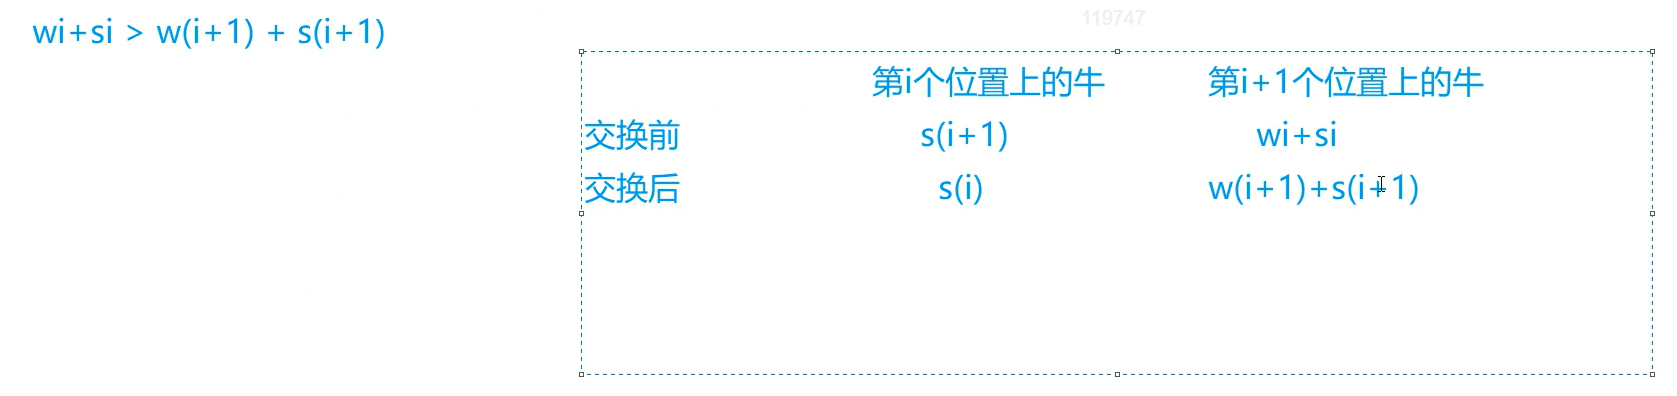 119747
wi+si > w(i+1) + s(i+1)
第i个位置上的牛 第i+1个位置上的牛
交换前 s(i+1) wi+si
交换后 s(i) w(i+1)+s(i+1)